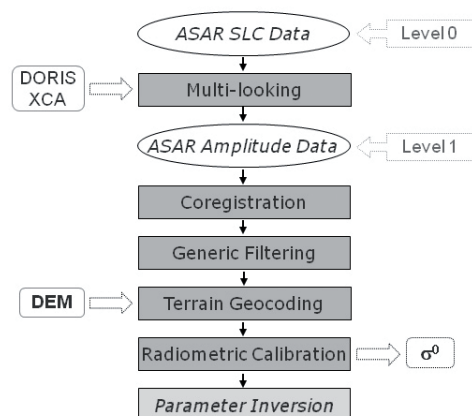 ASAR SLC Data
Level 0
DORIS
XCA
Multi-looking
ASAR Amplitude Data
Level 1
Coregistration
Generic Filtering
DEM
Terrain Geocoding
Radiometric Calibration
σ⁰
Parameter Inversion